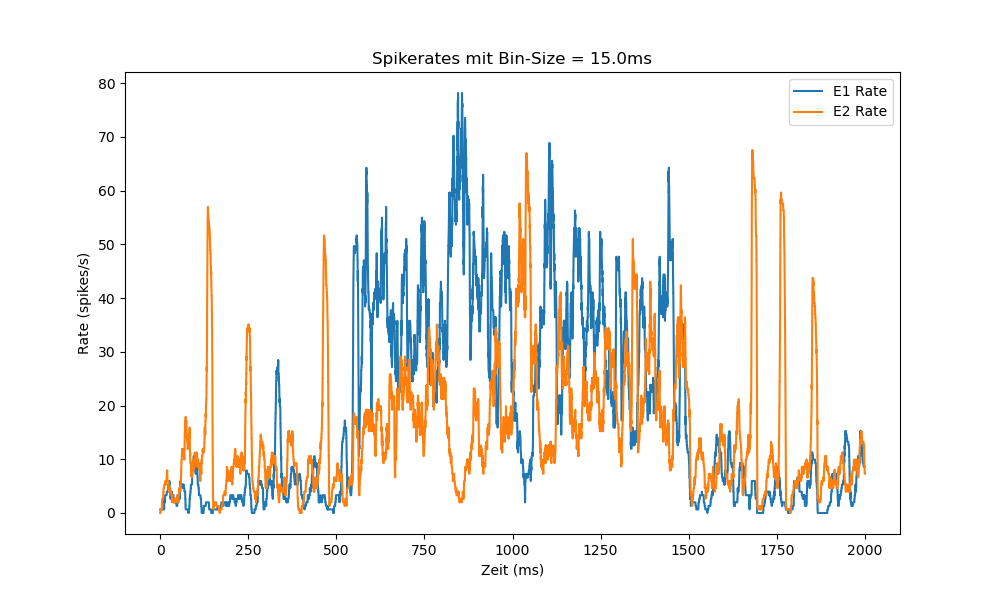 Spikerates mit Bin-Size = 15.0ms
E1 Rate
E2 Rate
Rate (spikes/s)
80
70
60
50
40
30
20
10
0
0 250 500 750 1000 1250 1500 1750 2000
Zeit (ms)